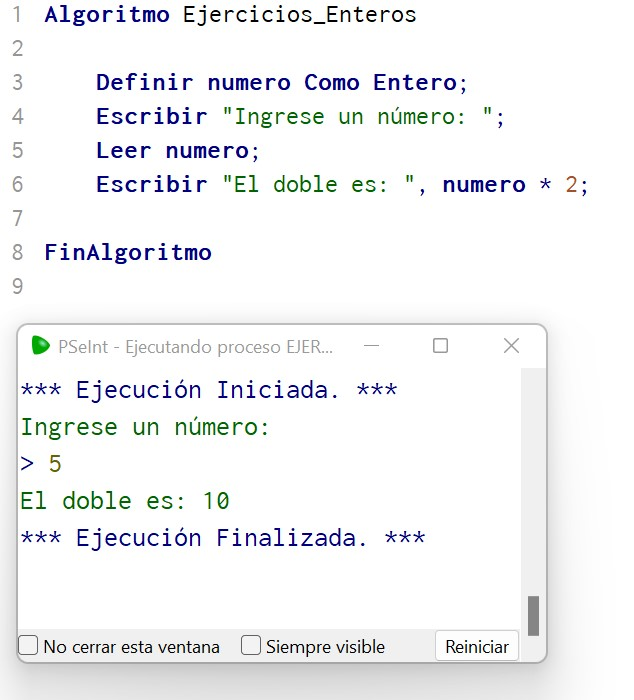 1 Algoritmo Ejercicios_Enteros
2
3 Definir numero Como Entero;
4 Escribir "Ingrese un número: ";
5 Leer numero;
6 Escribir "El doble es: ", numero * 2;
7
8 FinAlgoritmo
9
PSeInt - Ejecutando proceso EJER...
*** Ejecución Iniciada. ***
Ingrese un número:
> 5
El doble es: 10
*** Ejecución Finalizada. ***
No cerrar esta ventana Siempre visible Reiniciar